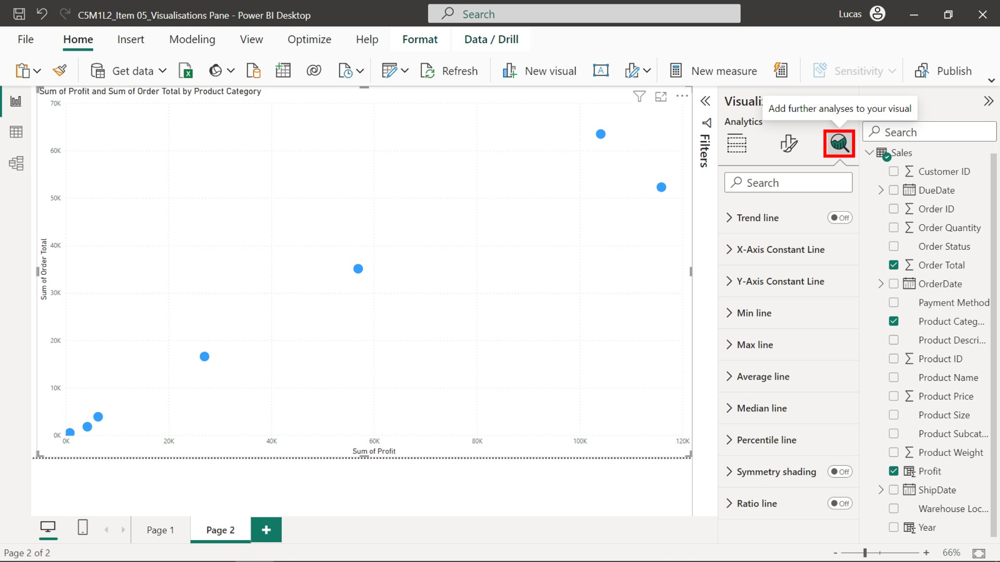 C5M1L2_Item 05_Visualisations Pane - Power BI Desktop
Search
Lucas
File Home Insert Modeling View Optimize Help Format Data / Drill
Get data
Refresh
New visual
New measure
Sensitivity
Publish
Sum of Profit and Sum of Order Total by Product Category
70K
60K
50K
40K
30K
20K
10K
0K
Sum of Order Total
0K 20K 40K 60K 80K 100K 120K
Sum of Profit
Filters
Add further analyses to your visual
Analytics
Search
Trend line Off
X-Axis Constant Line
Y-Axis Constant Line
Min line
Max line
Average line
Median line
Percentile line
Symmetry shading Off
Ratio line Off
Search
Sales
Customer ID
DueDate
Order ID
Order Quantity
Order Status
Order Total
OrderDate
Payment Method
Product Categ...
Product Descri...
Product ID
Product Name
Product Price
Product Size
Product Subcat...
Product Weight
Profit
ShipDate
Warehouse Loc...
Year
Page 1
Page 2
Page 2 of 2
- + 66%